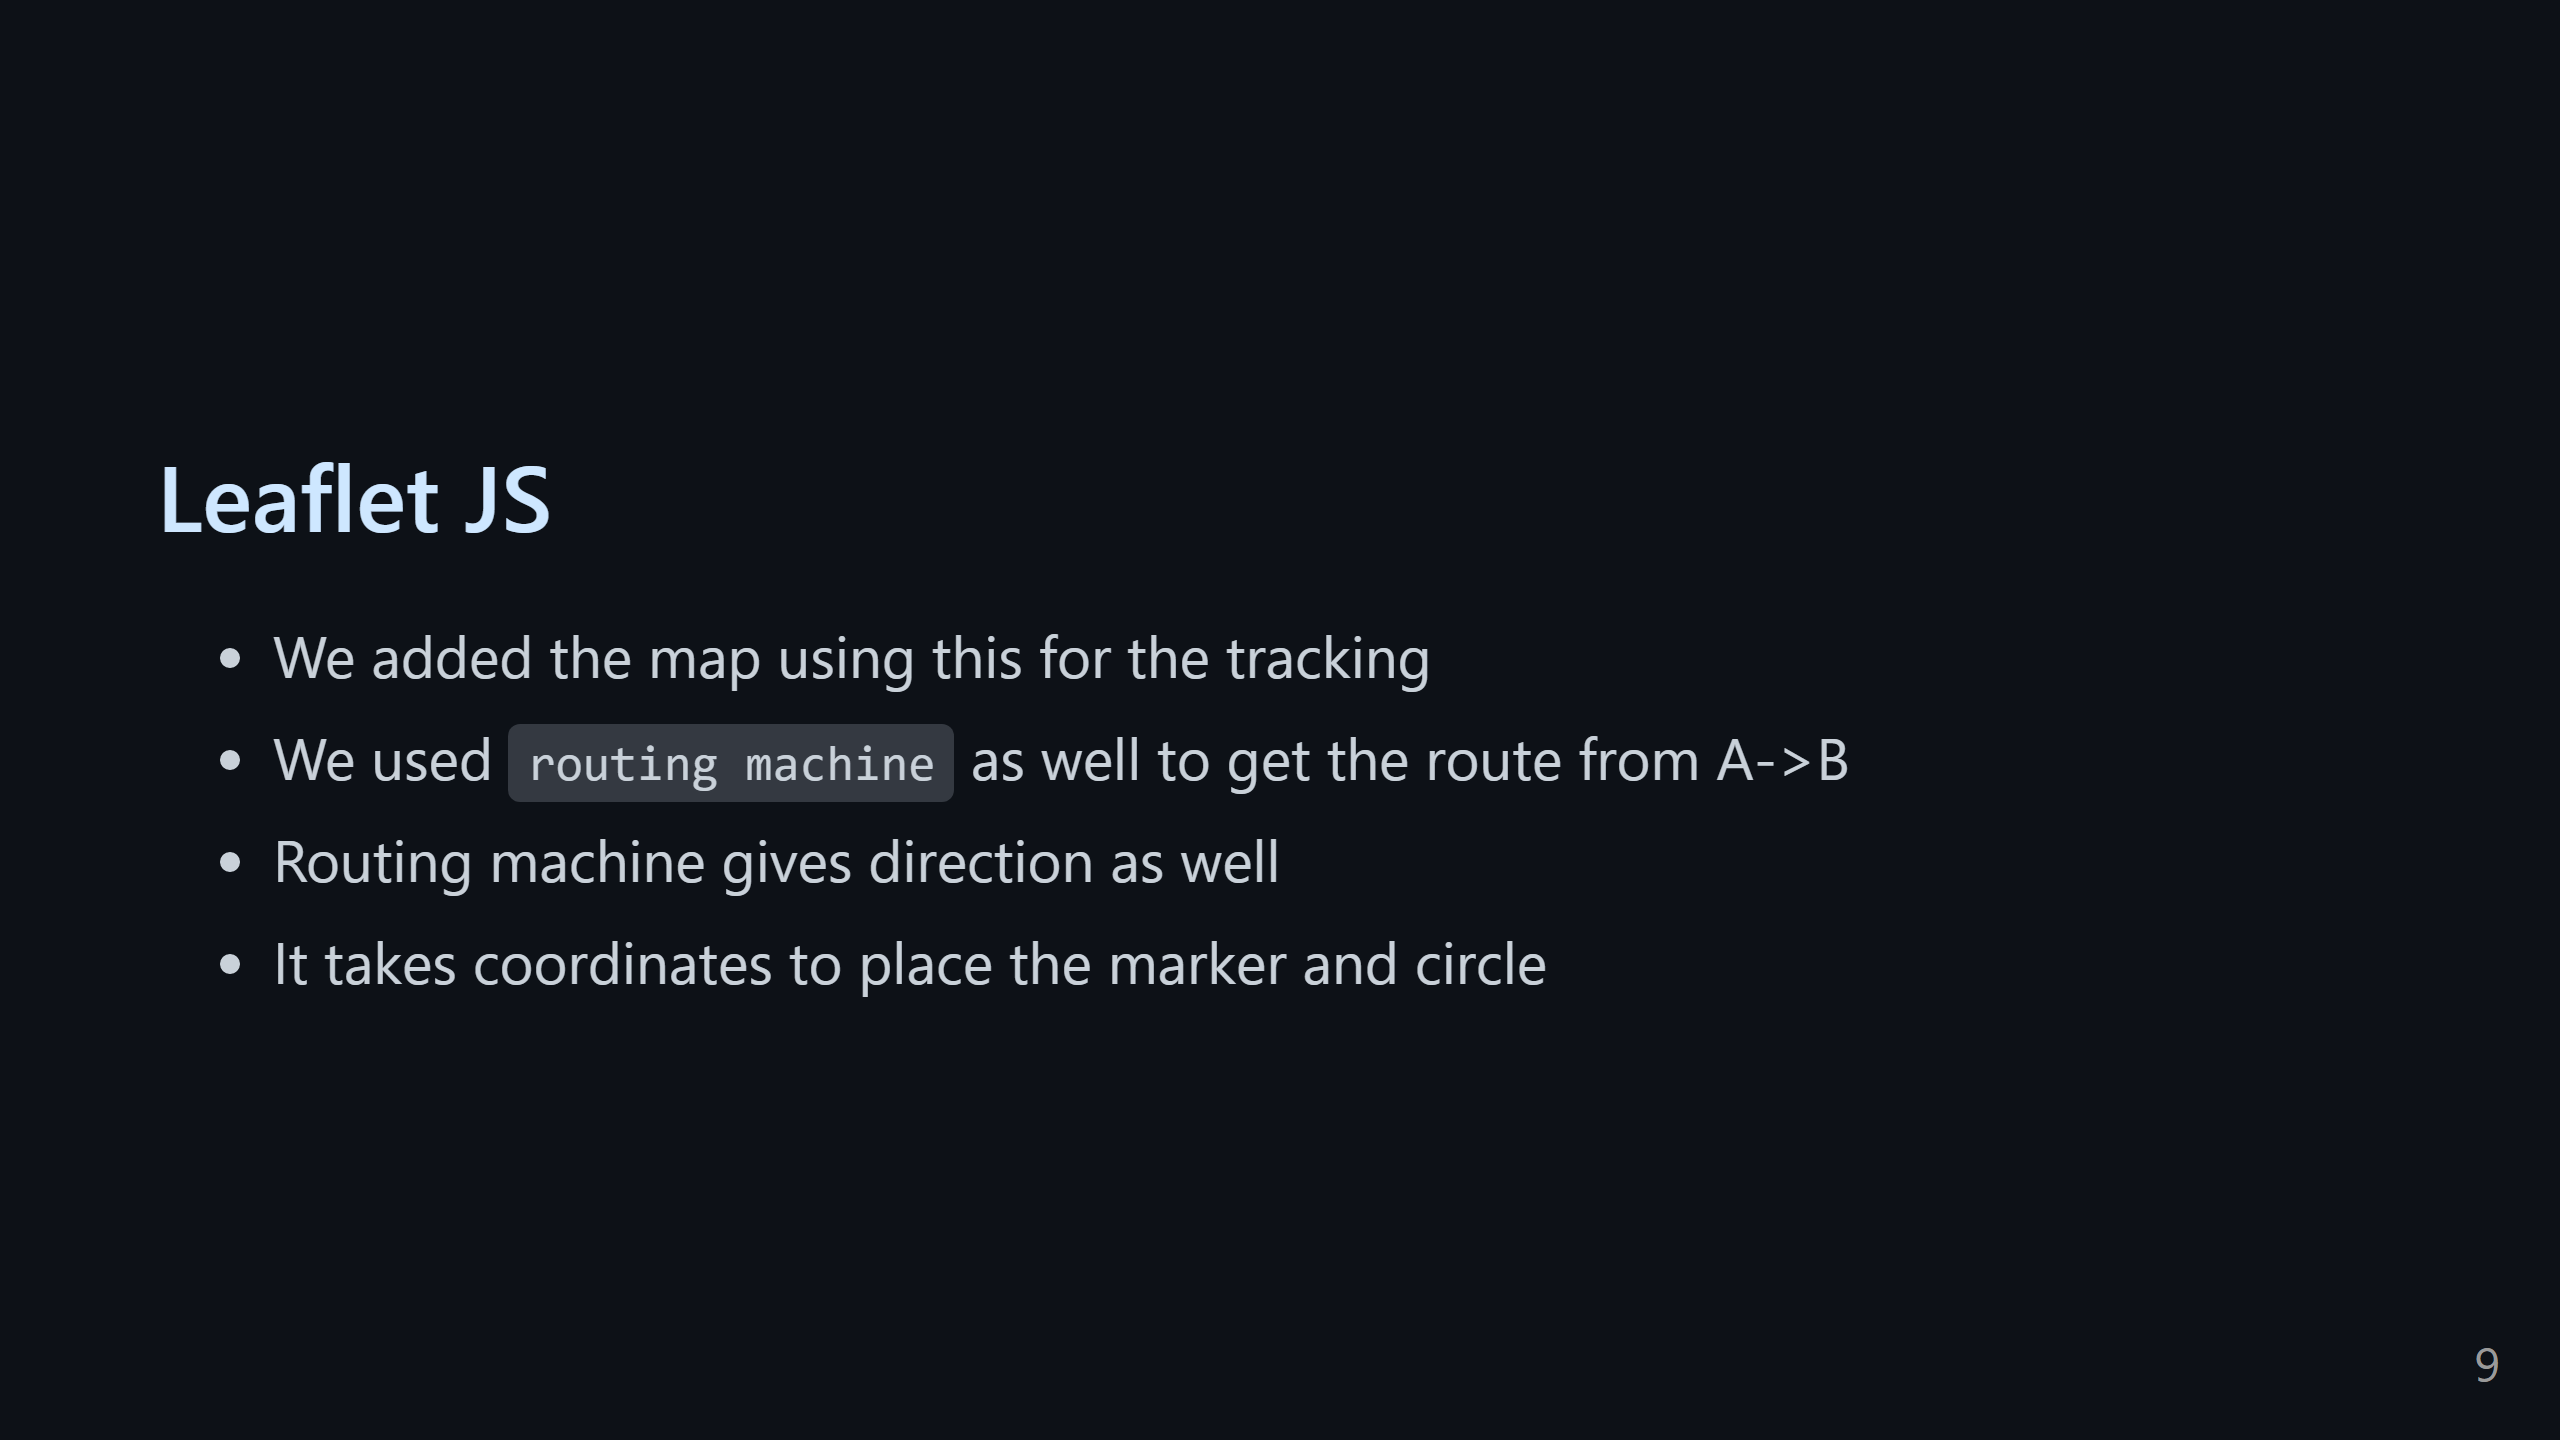 Leaflet JS
• We added the map using this for the tracking
• We used routing machine as well to get the route from A->B
• Routing machine gives direction as well
• It takes coordinates to place the marker and circle
9